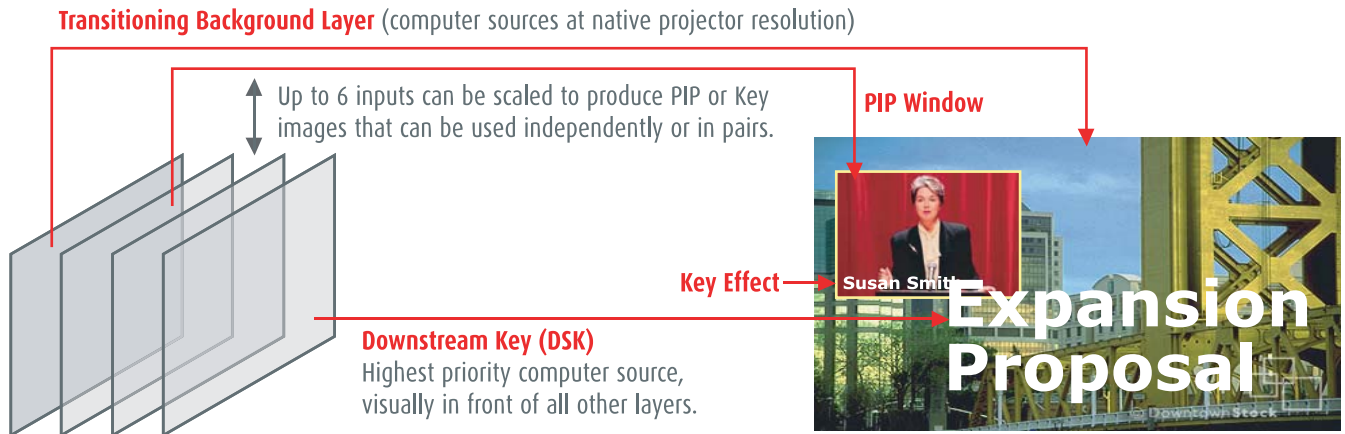 Transitioning Background Layer (computer sources at native projector resolution)
Up to 6 inputs can be scaled to produce PIP or Key
images that can be used independently or in pairs.
PIP Window
Key Effect
Susan Smith
Expansion
Proposal
Downstream Key (DSK)
Highest priority computer source,
visually in front of all other layers.
© DowntownStock